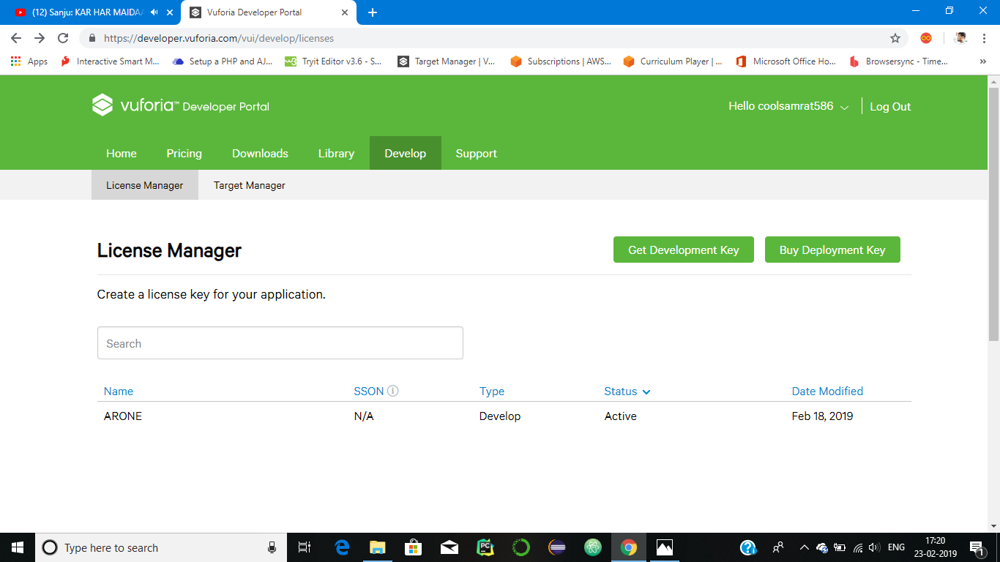 (12) Sanju: KAR HAR MAIDA
Vuforia Developer Portal
https://developer.vuforia.com/vui/develop/licenses
Apps Interactive Smart M... Setup a PHP and AJ... Tryit Editor v3.6 - S... Target Manager | V... Subscriptions | AWS... Curriculum Player | ... Microsoft Office Ho... Browsersync - Time... »
vuforia™ Developer Portal
Hello coolsamrat586 Log Out
Home Pricing Downloads Library Develop Support
License Manager Target Manager
License Manager
Get Development Key Buy Deployment Key
Create a license key for your application.
Search
Name SSON Type Status Date Modified
ARONE N/A Develop Active Feb 18, 2019
Type here to search
PC
ENG
17:20
23-02-2019
1